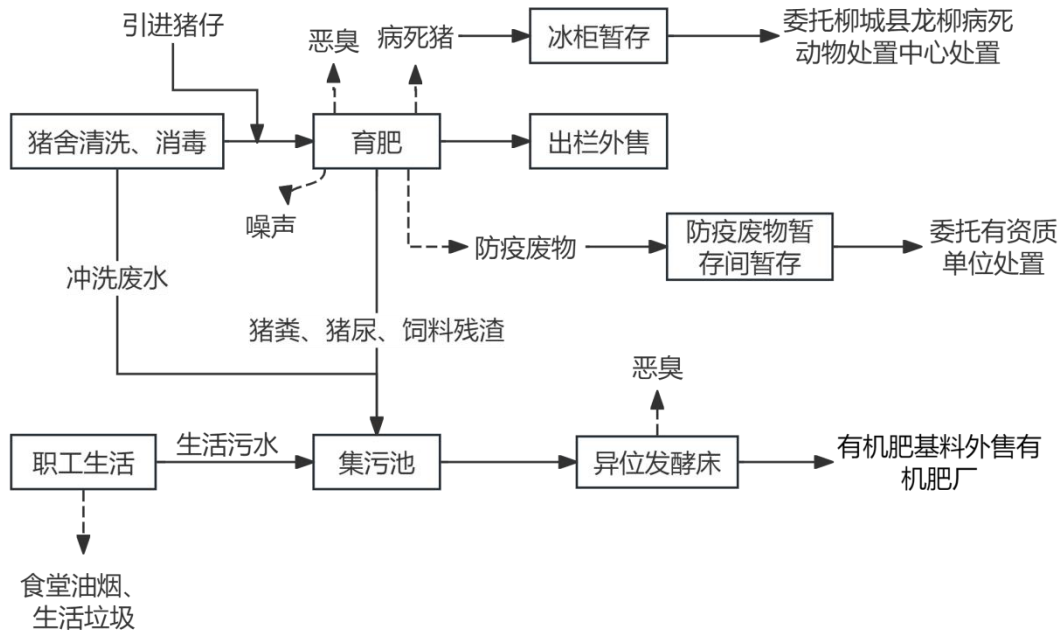 引进猪仔
恶臭
病死猪
冰柜暂存
委托柳城县龙柳病死
动物处置中心处置
猪舍清洗、消毒
育肥
出栏外售
噪声
防疫废物
防疫废物暂
存间暂存
委托有资质
单位处置
冲洗废水
猪粪、猪尿、饲料残渣
恶臭
职工生活
生活污水
集污池
异位发酵床
有机肥基料外售有
机肥厂
食堂油烟、
生活垃圾